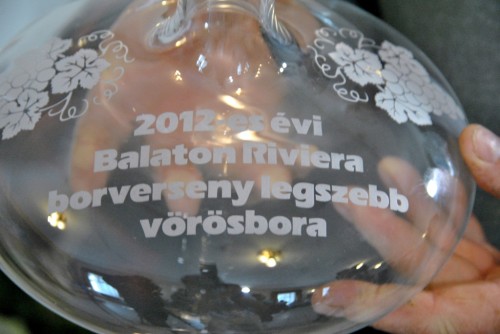 2012-es évi
Balaton Riviera
borverseny legszebb
vörösbora